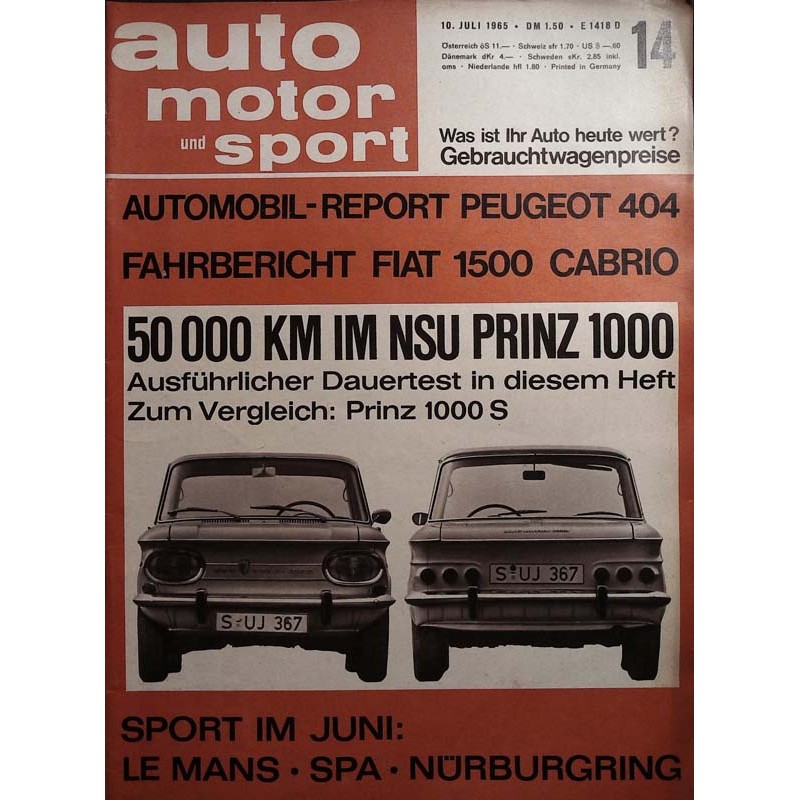 auto
motor
und sport
10. JULI 1965 • DM 1.50 • E 1418 D
Österreich öS 11.— · Schweiz sfr 1.70 · US $ —.60
Dänemark dKr 4.— · Schweden sKr. 2.85 inkl.
oms · Niederlande hfl 1.80 · Printed in Germany
14
Was ist Ihr Auto heute wert?
Gebrauchtwagenpreise
AUTOMOBIL-REPORT PEUGEOT 404
FAHRBERICHT FIAT 1500 CABRIO
50 000 KM IM NSU PRINZ 1000
Ausführlicher Dauertest in diesem Heft
Zum Vergleich: Prinz 1000 S
S-UJ 367
S-UJ 367
SPORT IM JUNI:
LE MANS • SPA • NÜRBURGRING